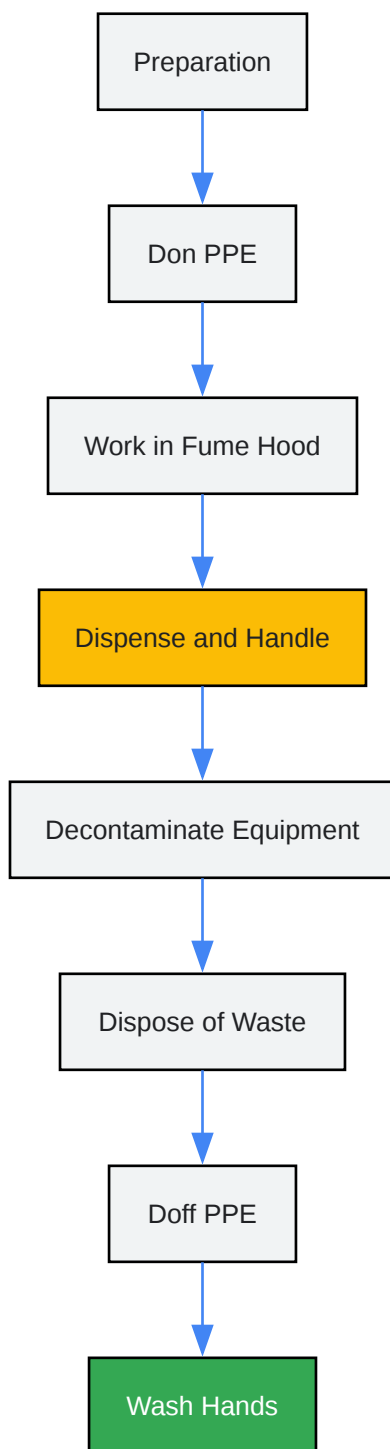 Preparation
Don PPE
Work in Fume Hood
Dispense and Handle
Decontaminate Equipment
Dispose of Waste
Doff PPE
Wash Hands